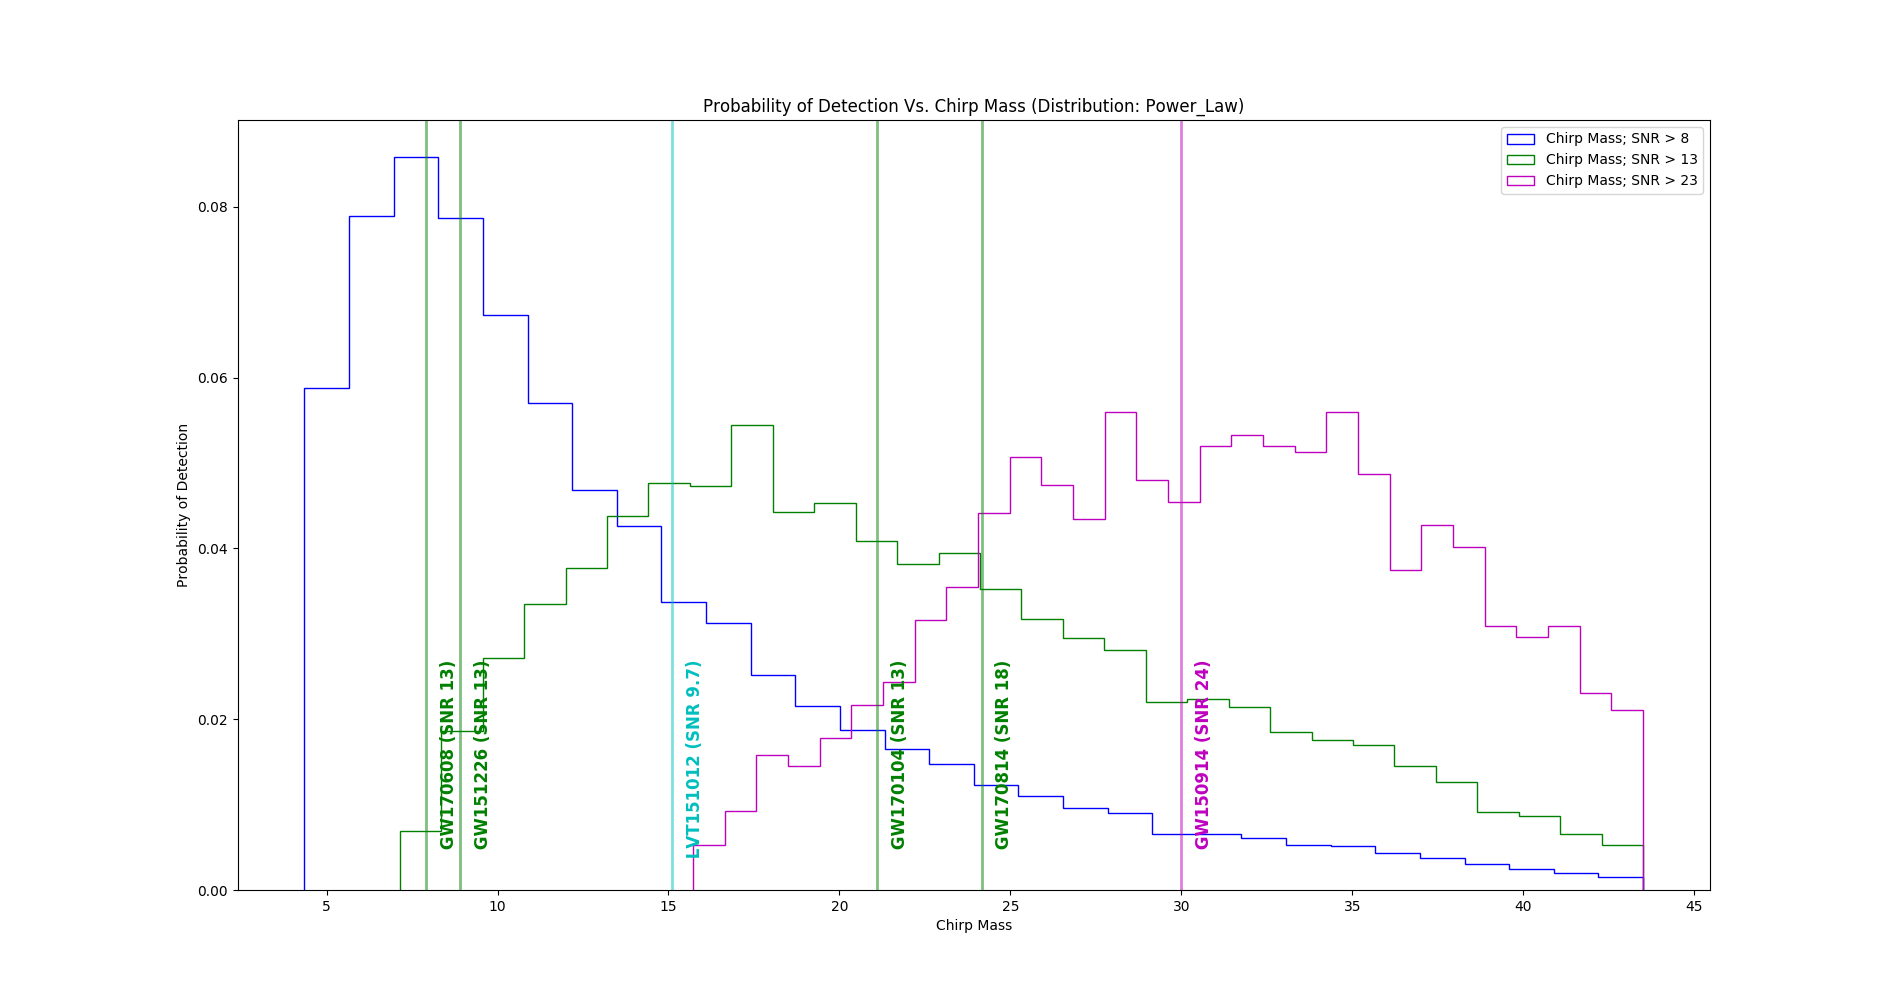 Probability of Detection Vs. Chirp Mass (Distribution: Power_Law)
Chirp Mass; SNR > 8
Chirp Mass; SNR > 13
Chirp Mass; SNR > 23
Probability of Detection
0.08
0.06
0.04
0.02
0.00
GW170608 (SNR 13)
GW151226 (SNR 13)
LVT151012 (SNR 9.7)
GW170104 (SNR 13)
GW170814 (SNR 18)
GW150914 (SNR 24)
5 10 15 20 25 30 35 40 45
Chirp Mass